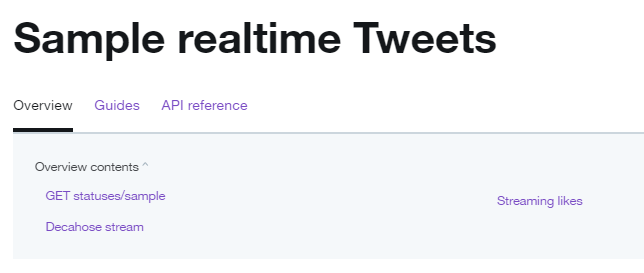 Sample realtime Tweets
Overview Guides API reference
Overview contents ^
GET statuses/sample
Streaming likes
Decahose stream